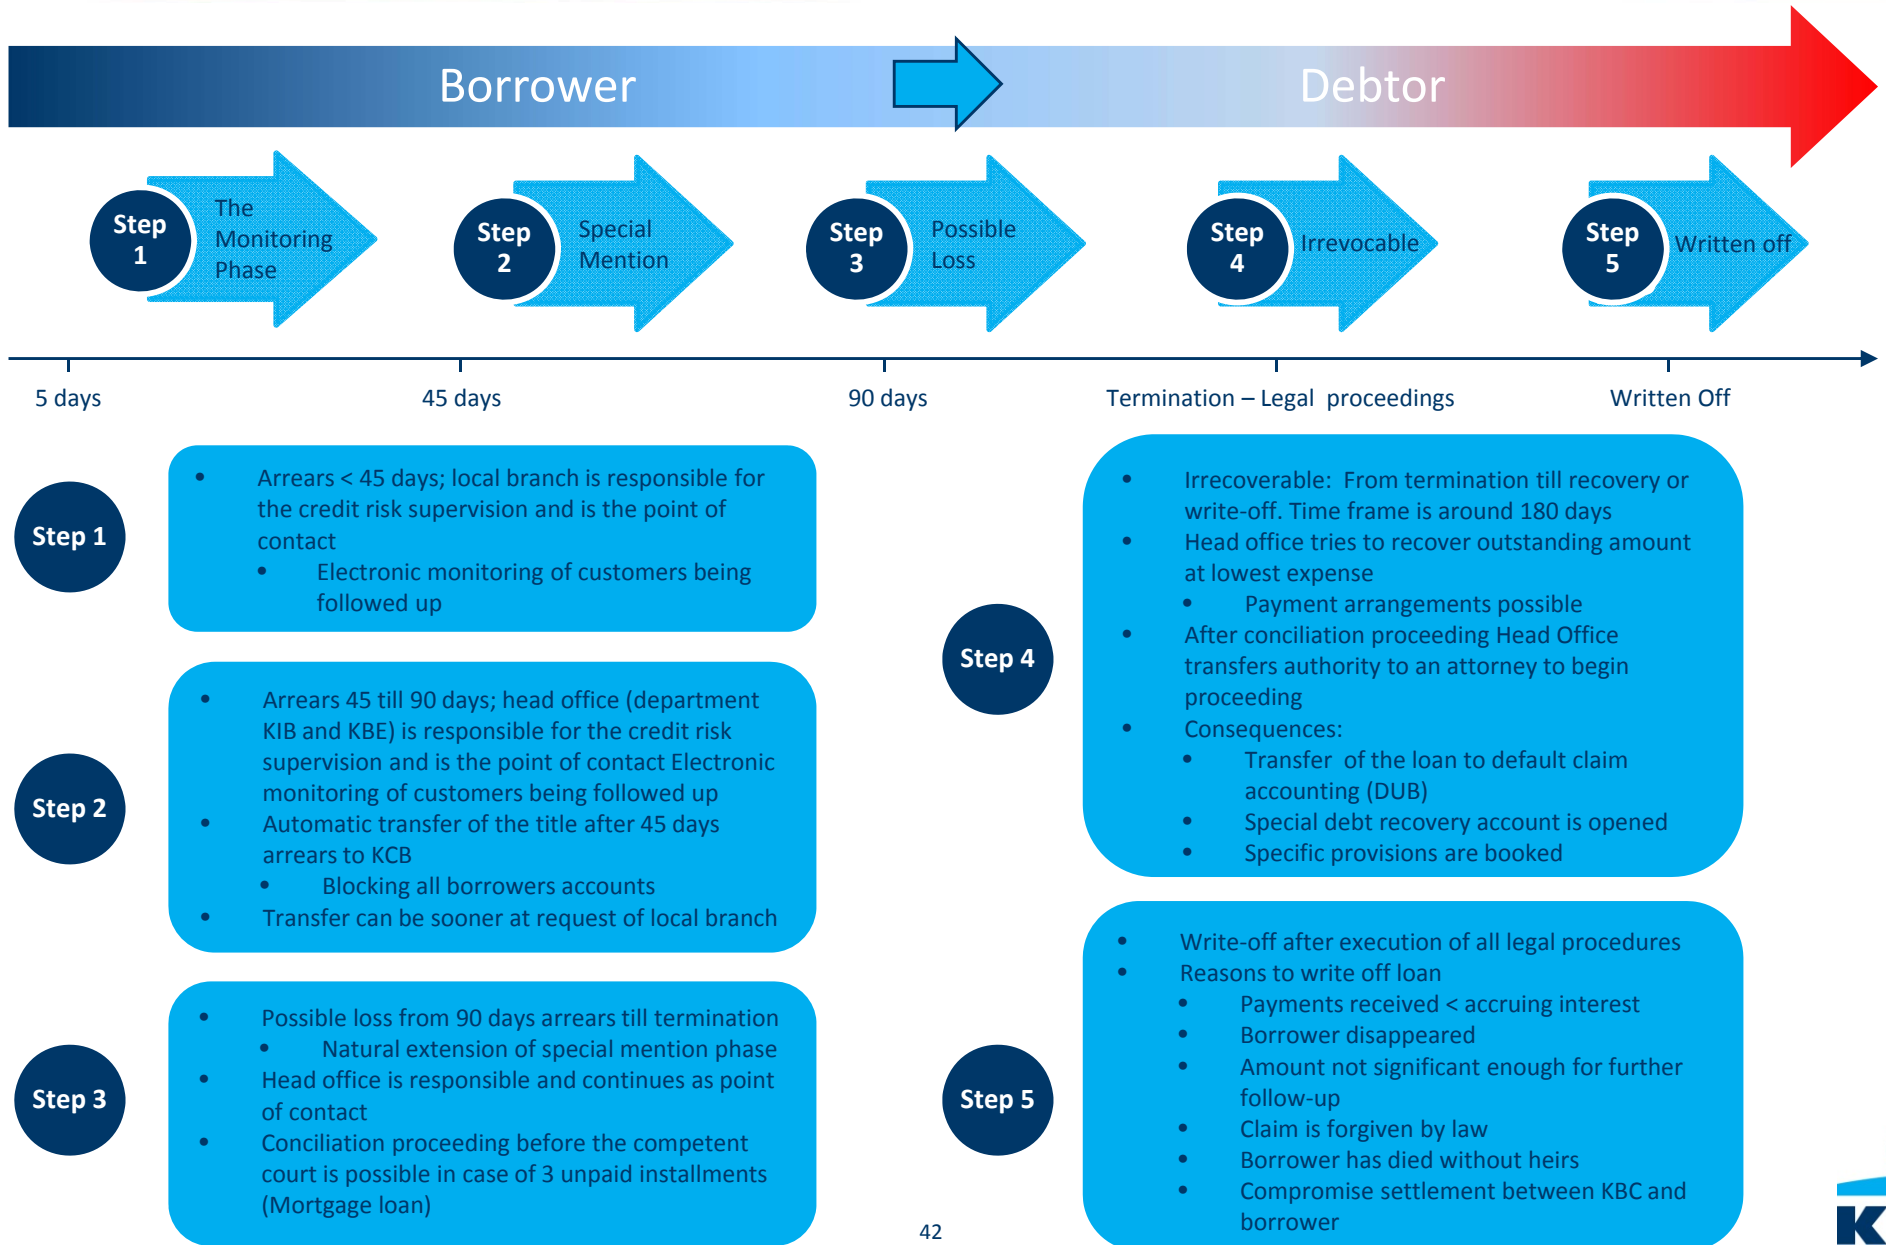 Borrower
Debtor
Step
1
The
Monitoring
Phase
Step
2
Special
Mention
Step
3
Possible
Loss
Step
4
Irrevocable
Step
5
Written off
5 days
45 days
90 days
Termination – Legal proceedings
Written Off
Step 1
• Arrears < 45 days; local branch is responsible for
the credit risk supervision and is the point of
contact
• Electronic monitoring of customers being
followed up
Step 2
• Arrears 45 till 90 days; head office (department
KIB and KBE) is responsible for the credit risk
supervision and is the point of contact Electronic
monitoring of customers being followed up
• Automatic transfer of the title after 45 days
arrears to KCB
• Blocking all borrowers accounts
• Transfer can be sooner at request of local branch
Step 3
• Possible loss from 90 days arrears till termination
• Natural extension of special mention phase
• Head office is responsible and continues as point
of contact
• Conciliation proceeding before the competent
court is possible in case of 3 unpaid installments
(Mortgage loan)
Step 4
• Irrecoverable: From termination till recovery or
write-off. Time frame is around 180 days
• Head office tries to recover outstanding amount
at lowest expense
• Payment arrangements possible
• After conciliation proceeding Head Office
transfers authority to an attorney to begin
proceeding
• Consequences:
• Transfer of the loan to default claim
accounting (DUB)
• Special debt recovery account is opened
• Specific provisions are booked
Step 5
• Write-off after execution of all legal procedures
• Reasons to write off loan
• Payments received < accruing interest
• Borrower disappeared
• Amount not significant enough for further
follow-up
• Claim is forgiven by law
• Borrower has died without heirs
• Compromise settlement between KBC and
borrower
42
K